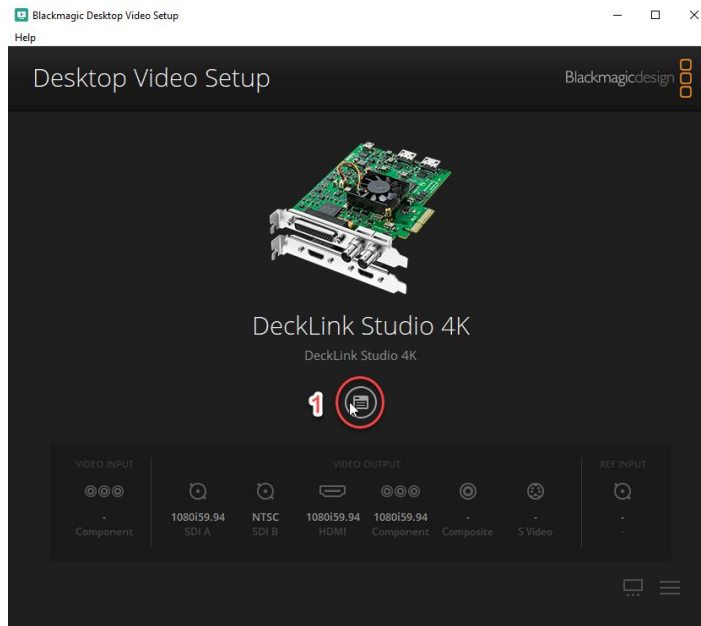 Blackmagic Desktop Video Setup
Help
Desktop Video Setup
Blackmagicdesign
DeckLink Studio 4K
DeckLink Studio 4K
1
VIDEO INPUT VIDEO OUTPUT REF INPUT
- 1080i59.94 NTSC 1080i59.94 1080i59.94 - - -
Component SDI A SDI B HDMI Component Composite S Video -